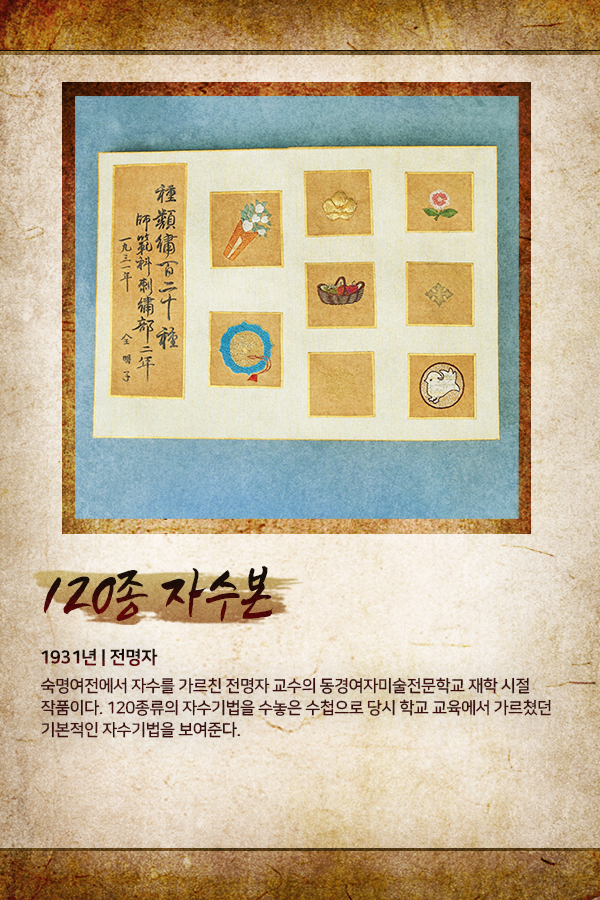 種類繡百二十種
師範科刺繡部二年
一九三一年
全明子
120종 자수본
1931년 | 전명자
숙명여전에서 자수를 가르친 전명자 교수의 동경여자미술전문학교 재학 시절
작품이다. 120종류의 자수기법을 수놓은 수첩으로 당시 학교 교육에서 가르쳤던
기본적인 자수기법을 보여준다.